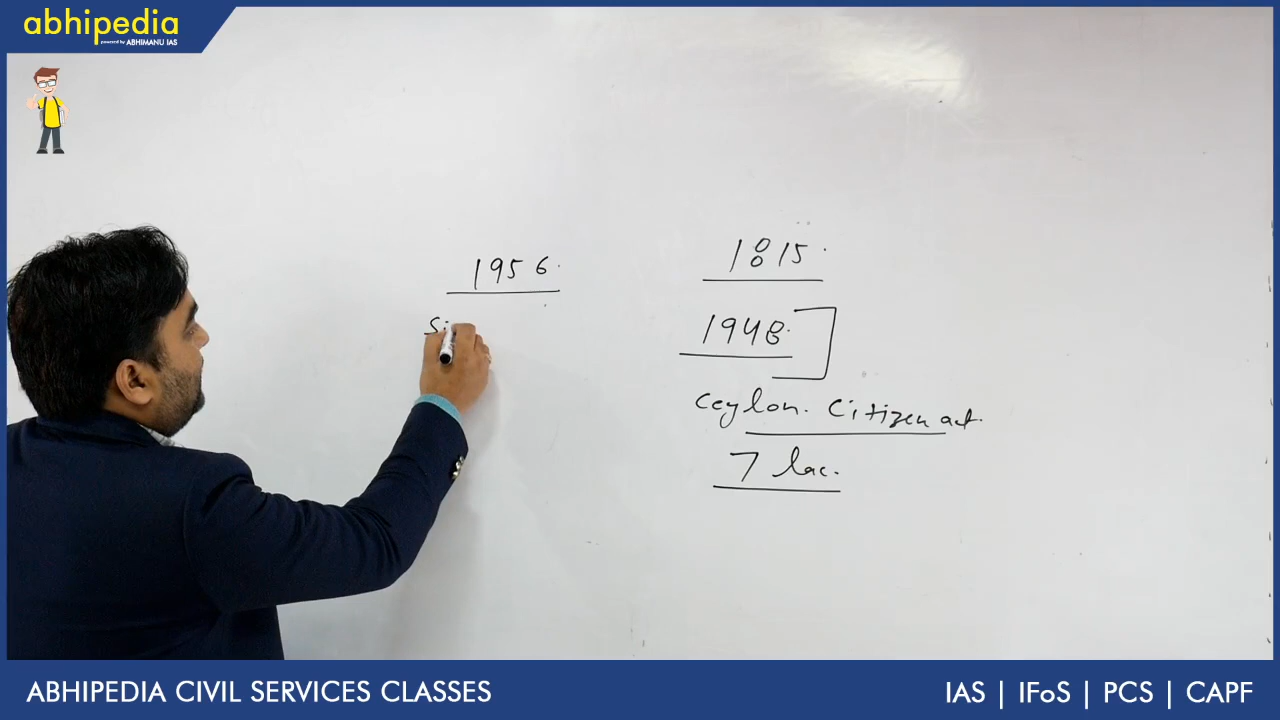 abhipedia
powered by ABHIMANU IAS
1956.
Si
1815.
1948.
Ceylon. Citizen act.
7 lac.
ABHIPEDIA CIVIL SERVICES CLASSES
IAS | IFoS | PCS | CAPF